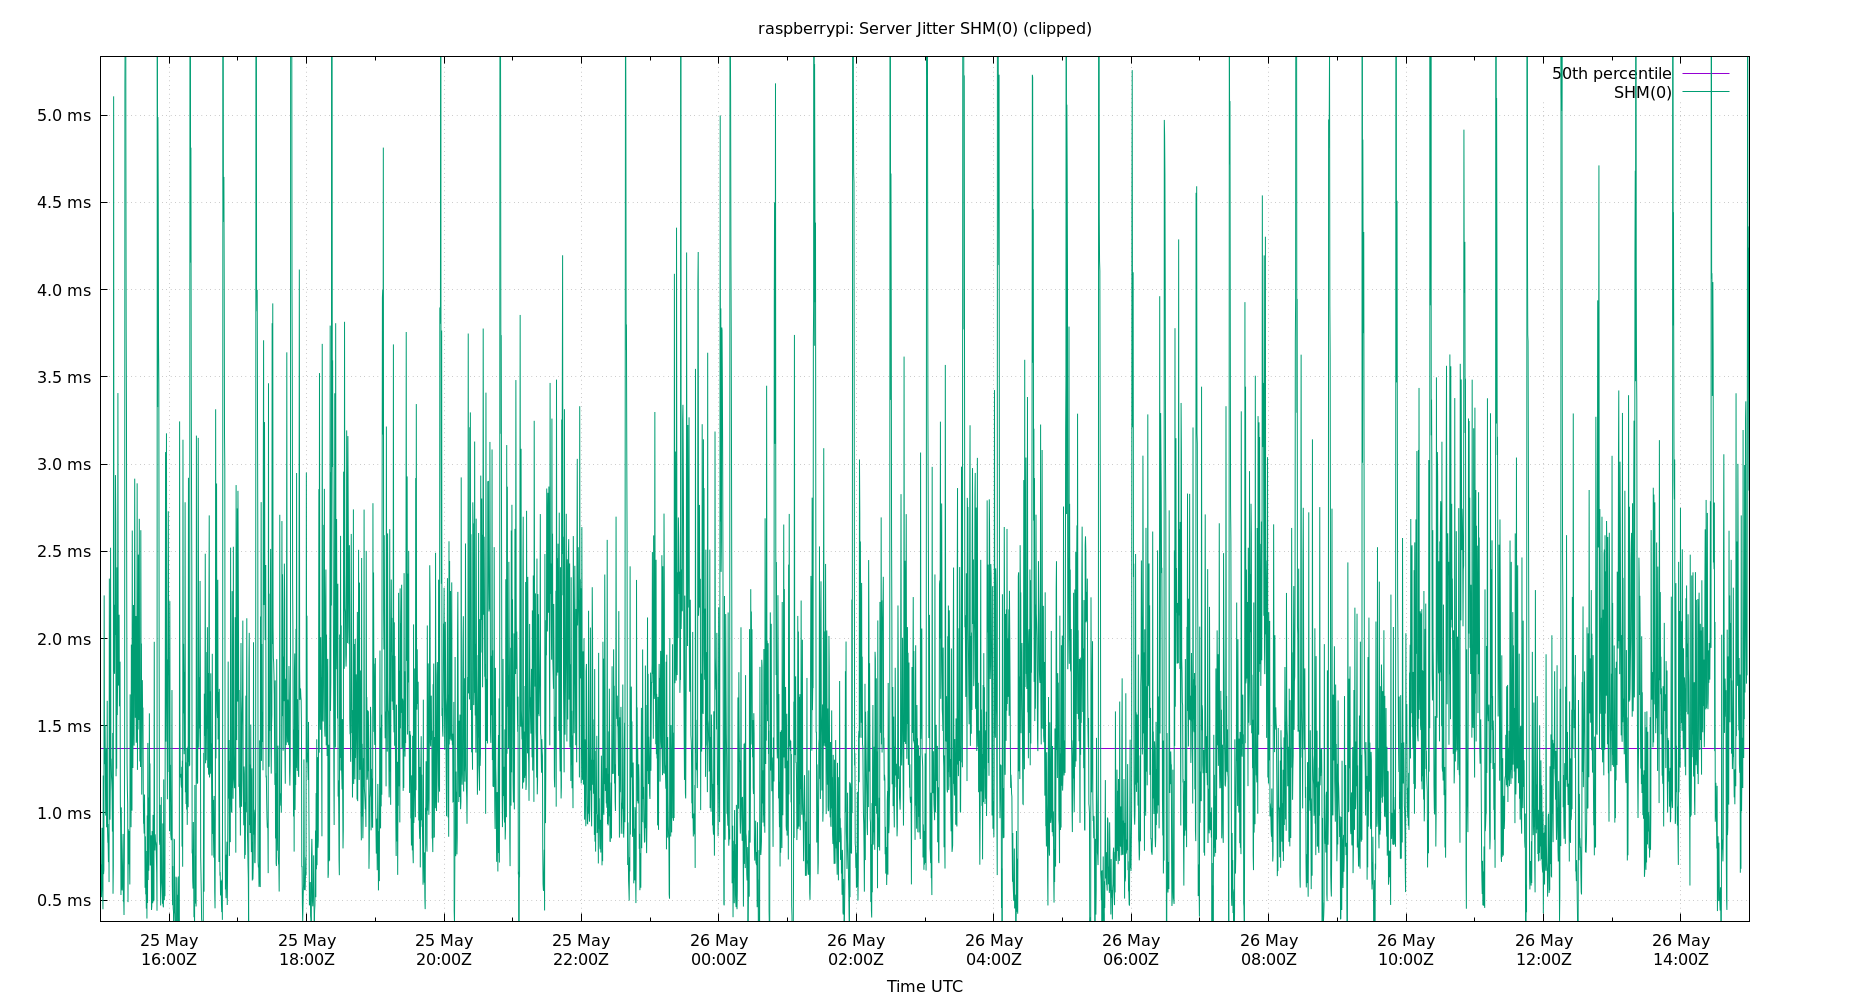 raspberrypi: Server Jitter SHM(0) (clipped)
50th percentile
SHM(0)
5.0 ms
4.5 ms
4.0 ms
3.5 ms
3.0 ms
2.5 ms
2.0 ms
1.5 ms
1.0 ms
0.5 ms
25 May 25 May 25 May 25 May 26 May 26 May 26 May 26 May 26 May 26 May 26 May 26 May
16:00Z 18:00Z 20:00Z 22:00Z 00:00Z 02:00Z 04:00Z 06:00Z 08:00Z 10:00Z 12:00Z 14:00Z
Time UTC